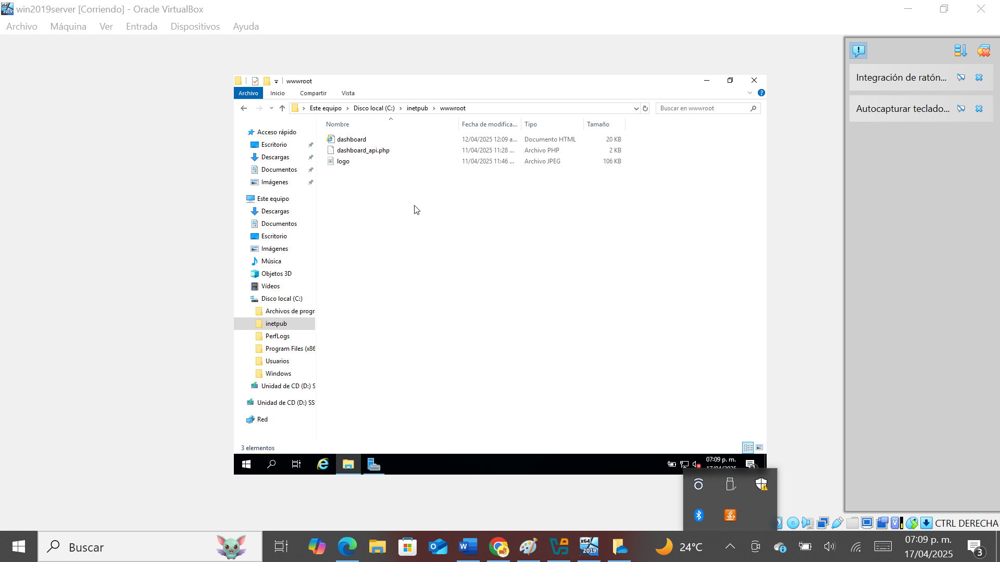 win2019server [Corriendo] - Oracle VirtualBox
Archivo Máquina Ver Entrada Dispositivos Ayuda
Integración de ratón...
Autocapturar teclado...
wwwroot
Archivo Inicio Compartir Vista
Este equipo > Disco local (C:) > inetpub > wwwroot
Buscar en wwwroot
Nombre Fecha de modifica... Tipo Tamaño
dashboard 12/04/2025 12:09 a... Documento HTML 20 KB
dashboard_api.php 11/04/2025 11:28 ... Archivo PHP 2 KB
logo 11/04/2025 11:46 ... Archivo JPEG 106 KB
Acceso rápido
Escritorio
Descargas
Documentos
Imágenes
Este equipo
Descargas
Documentos
Escritorio
Imágenes
Música
Objetos 3D
Vídeos
Disco local (C:)
Archivos de progr
inetpub
PerfLogs
Program Files (x86
Usuarios
Windows
Unidad de CD (D:) S
Unidad de CD (D:) SS
Red
3 elementos
07:09 p. m.
17/04/2025
CTRL DERECHA
Buscar
X64
2019
24°C
07:09 p. m.
17/04/2025
3